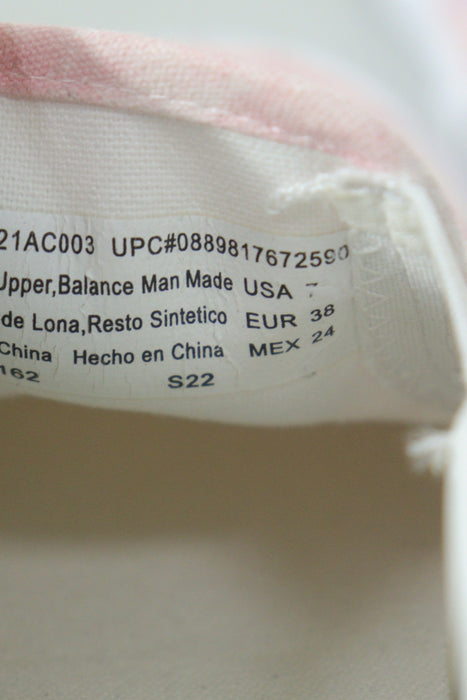 21AC003 UPC#0889817672590
Upper,Balance Man Made USA 7
de Lona,Resto Sintetico EUR 38
China Hecho en China MEX 24
162 S22